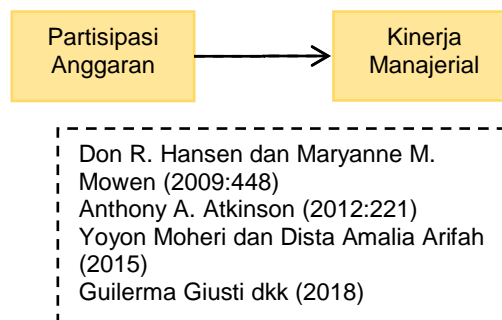 Partisipasi
Anggaran
Kinerja
Manajerial
Don R. Hansen dan Maryanne M.
Mowen (2009:448)
Anthony A. Atkinson (2012:221)
Yoyon Moheri dan Dista Amalia Arifah
(2015)
Guilerma Giusti dkk (2018)